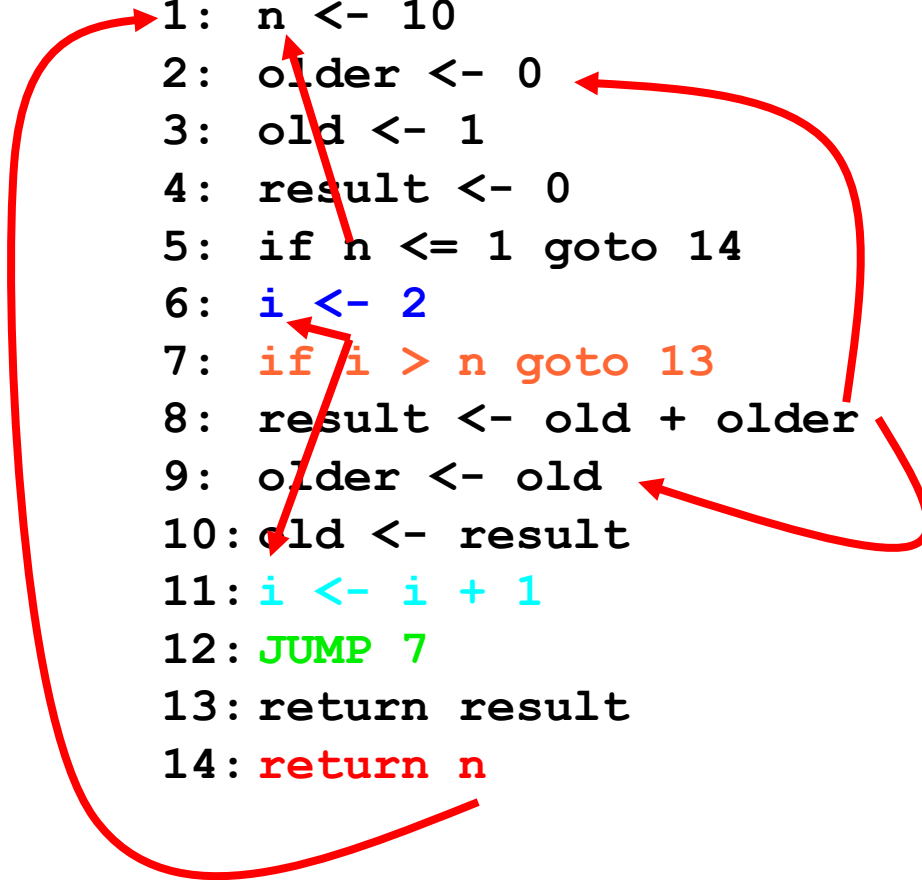 1: n <- 10
2: older <- 0
3: old <- 1
4: result <- 0
5: if n <= 1 goto 14
6: i <- 2
7: if i > n goto 13
8: result <- old + older
9: older <- old
10: old <- result
11: i <- i + 1
12: JUMP 7
13: return result
14: return n